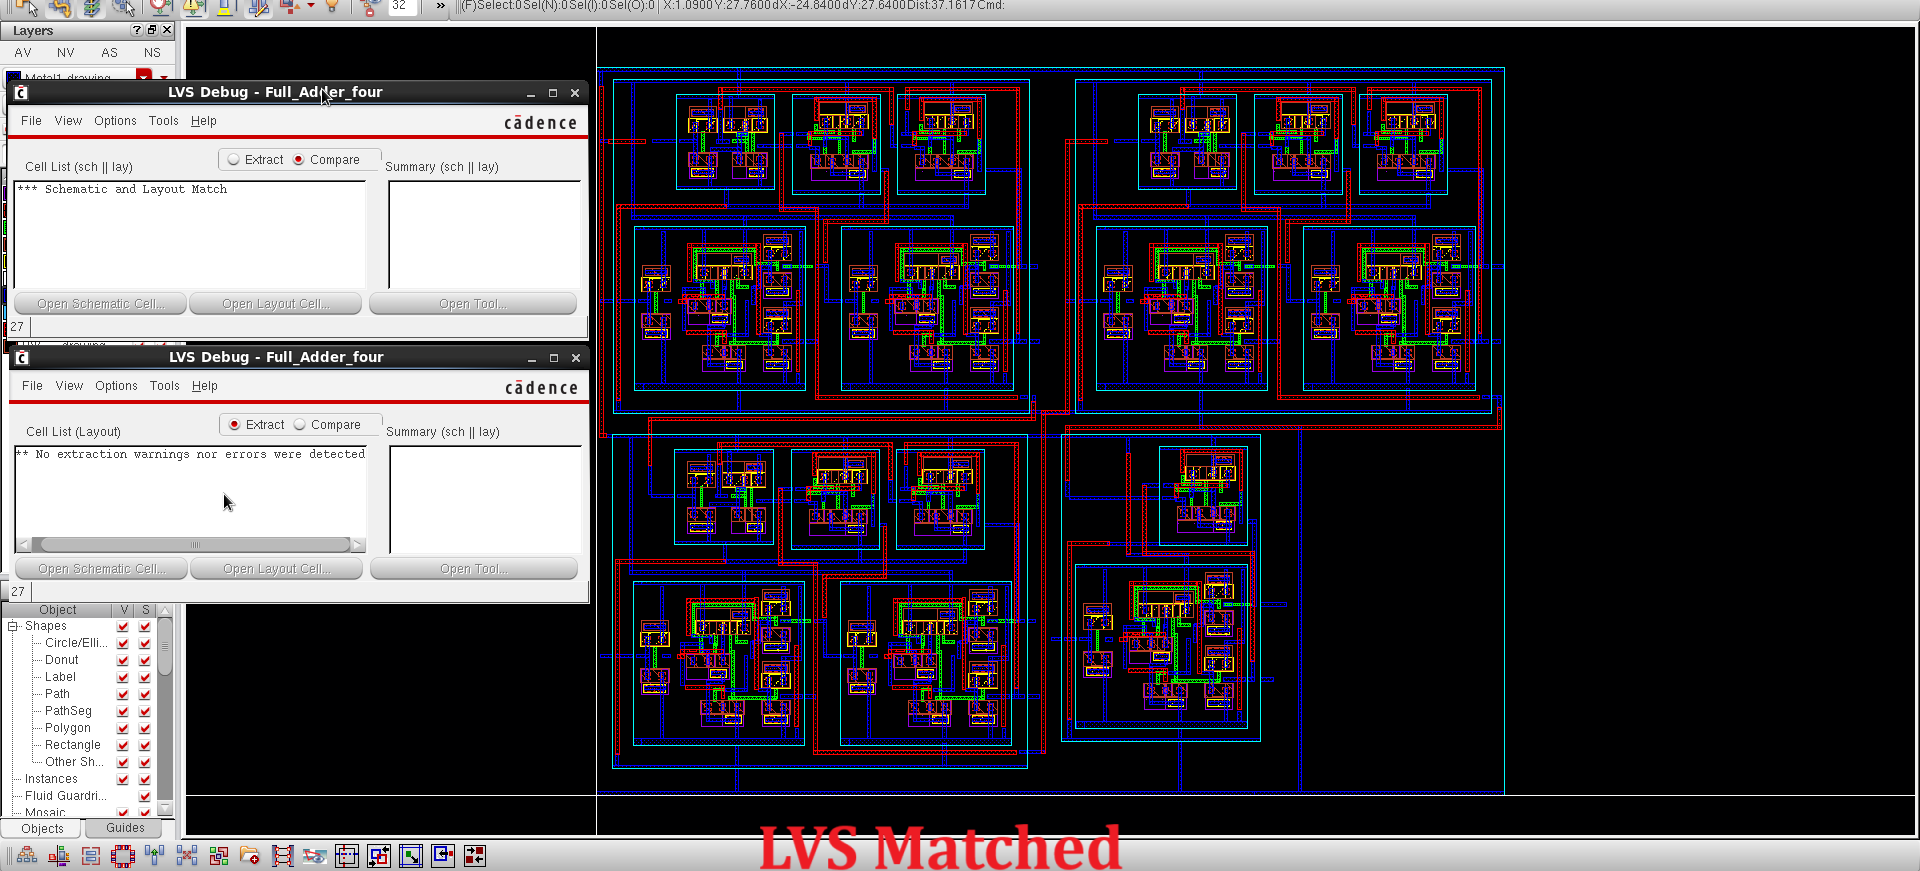 32 » (F)Select:0 Sel(N):0 Sel(I):0 Sel(O):0 X:1.0900 Y:27.7600 dX:-24.8400 dY:27.6400 Dist:37.1617 Cmd:
Layers
AV NV AS NS
Metal1 drawing
LVS Debug - Full_Adder_four
File View Options Tools Help
cādence
Extract Compare
Cell List (sch || lay) Summary (sch || lay)
*** Schematic and Layout Match
Open Schematic Cell... Open Layout Cell... Open Tool...
27
LVS Debug - Full_Adder_four
File View Options Tools Help
cādence
Extract Compare
Cell List (Layout) Summary (sch || lay)
** No extraction warnings nor errors were detected
Open Schematic Cell... Open Layout Cell... Open Tool...
27
Object V S
Shapes
Circle/Elli...
Donut
Label
Path
PathSeg
Polygon
Rectangle
Other Sh...
Instances
Fluid Guardri...
Mosaic
Objects Guides
LVS Matched